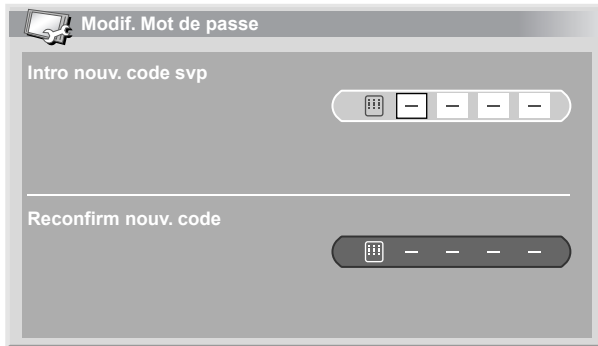 Modif. Mot de passe
Intro nouv. code svp
– – – –
Reconfirm nouv. code
– – – –